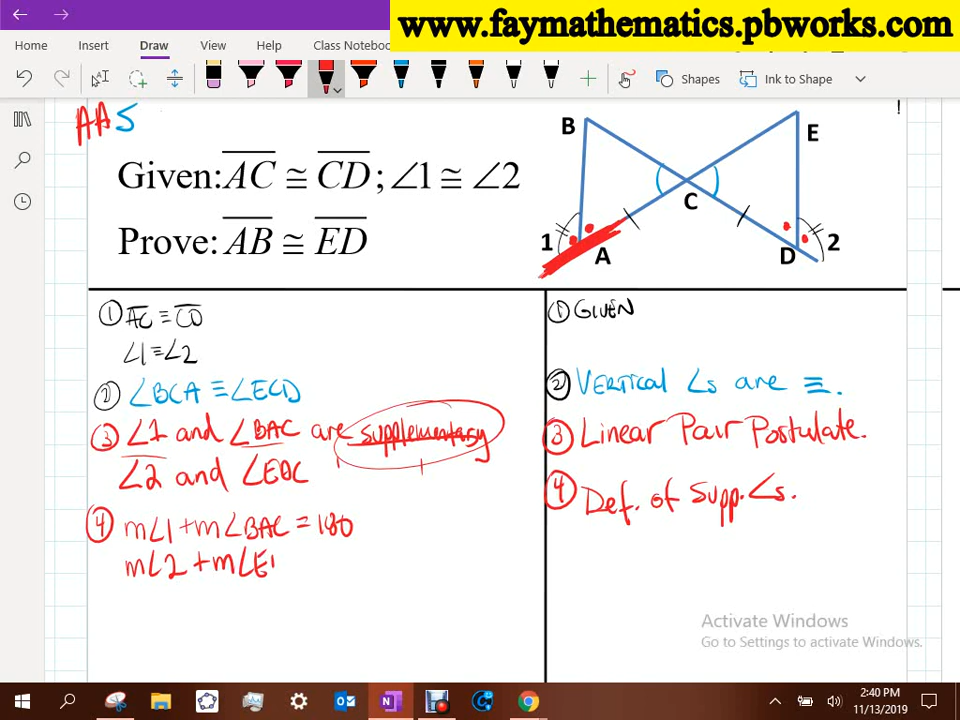 www.faymathematics.pbworks.com
Home Insert Draw View Help Class Notebook
Shapes Ink to Shape
AAS
!
Given: AC ≅ CD; ∠1 ≅ ∠2
Prove: AB ≅ ED
B E
C
1 A D 2
① AC ≅ CD
∠1 ≅ ∠2
② ∠BCA ≅ ∠ECD
③ ∠1 and ∠BAC are supplementary
∠2 and ∠EDC
④ m∠1 + m∠BAC = 180
m∠2 + m∠E
① GIVEN
② VERTICAL ∠s are ≅.
③ Linear Pair Postulate.
④ Def. of Supp. ∠s.
Activate Windows
Go to Settings to activate Windows.
2:40 PM
11/13/2019